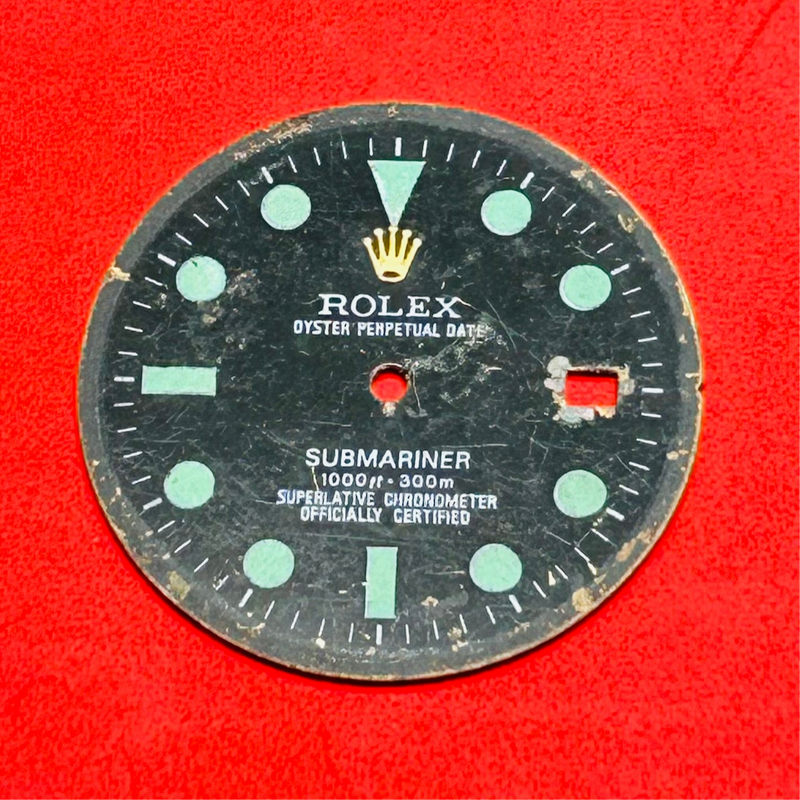 ROLEX
OYSTER PERPETUAL DATE
SUBMARINER
1000ft - 300m
SUPERLATIVE CHRONOMETER
OFFICIALLY CERTIFIED